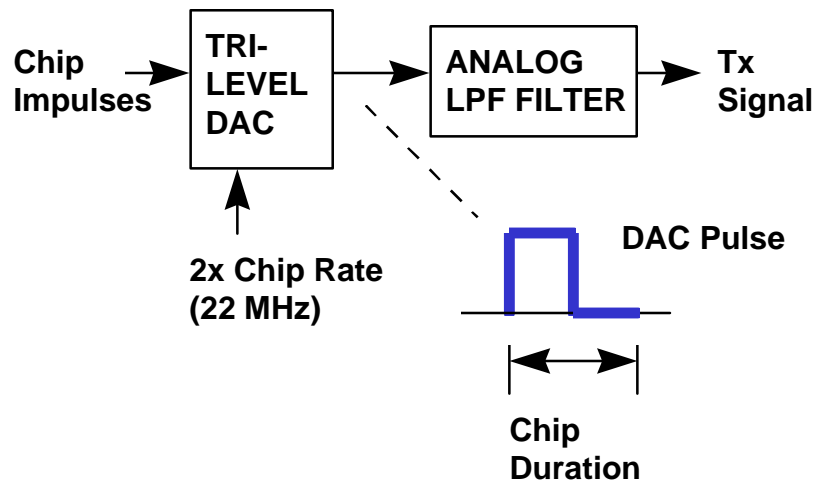 Chip
Impulses
TRI-
LEVEL
DAC
ANALOG
LPF FILTER
Tx
Signal
2x Chip Rate
(22 MHz)
DAC Pulse
Chip
Duration